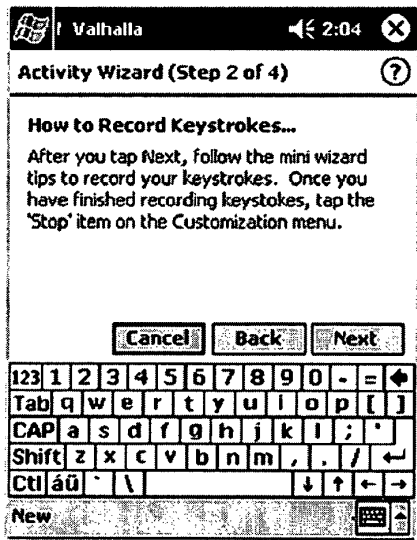 ! Valhalla 2:04
Activity Wizard (Step 2 of 4) ?
How to Record Keystrokes...
After you tap Next, follow the mini wizard
tips to record your keystrokes. Once you
have finished recording keystokes, tap the
'Stop' item on the Customization menu.
Cancel Back Next
123 1 2 3 4 5 6 7 8 9 0 - =
Tab q w e r t y u i o p [ ]
CAP a s d f g h j k l ; '
Shift z x c v b n m , . /
Ctl áü ` \
New